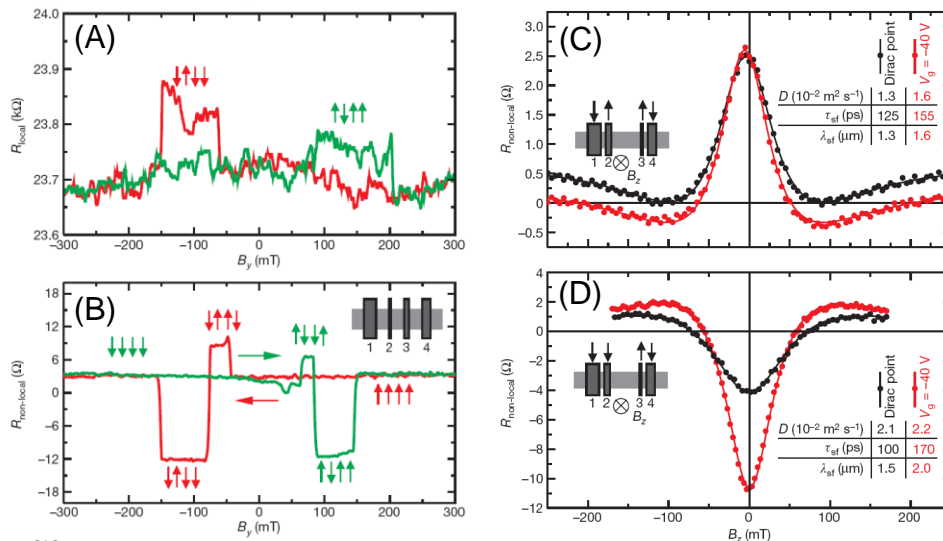 (A)
24.0
23.9
23.8
23.7
23.6
R_local (kΩ)
−300 −200 −100 0 100 200 300
B_y (mT)
(B)
18
12
6
0
−6
−12
−18
R_non-local (Ω)
1 2 3 4
−300 −200 −100 0 100 200 300
B_y (mT)
(C)
3.0
2.5
2.0
1.5
1.0
0.5
0
−0.5
R_non-local (Ω)
1 2 3 4
B_z
Dirac point
V_g = −40 V
D (10⁻² m² s⁻¹) 1.3 1.6
τ_sf (ps) 125 155
λ_sf (μm) 1.3 1.6
(D)
4
2
0
−2
−4
−6
−8
−10
−12
R_non-local (Ω)
1 2 3 4
B_z
Dirac point
V_g = −40 V
D (10⁻² m² s⁻¹) 2.1 2.2
τ_sf (ps) 100 170
λ_sf (μm) 1.5 2.0
−200 −100 0 100 200
B_z (mT)